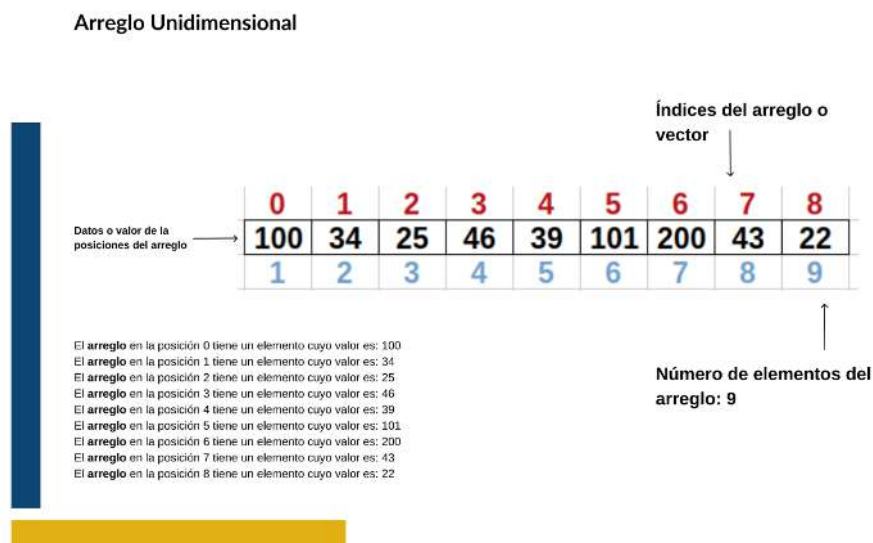 Arreglo Unidimensional
Índices del arreglo o
vector
0 1 2 3 4 5 6 7 8
Datos o valor de la
posiciones del arreglo
100 34 25 46 39 101 200 43 22
1 2 3 4 5 6 7 8 9
El arreglo en la posición 0 tiene un elemento cuyo valor es: 100
El arreglo en la posición 1 tiene un elemento cuyo valor es: 34
El arreglo en la posición 2 tiene un elemento cuyo valor es: 25
El arreglo en la posición 3 tiene un elemento cuyo valor es: 46
El arreglo en la posición 4 tiene un elemento cuyo valor es: 39
El arreglo en la posición 5 tiene un elemento cuyo valor es: 101
El arreglo en la posición 6 tiene un elemento cuyo valor es: 200
El arreglo en la posición 7 tiene un elemento cuyo valor es: 43
El arreglo en la posición 8 tiene un elemento cuyo valor es: 22
Número de elementos del
arreglo: 9